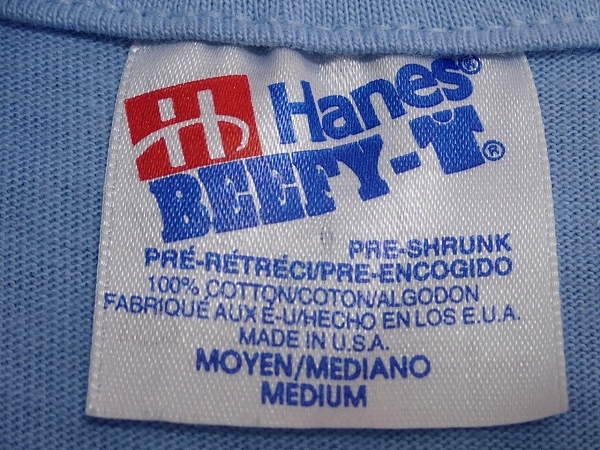 H Hanes®
BEEFY-T®
PRE-SHRUNK
PRÉ-RÉTRÉCI/PRE-ENCOGIDO
100% COTTON/COTON/ALGODON
FABRIQUÉ AUX É-U/HECHO EN LOS E.U.A.
MADE IN U.S.A.
MOYEN/MEDIANO
MEDIUM